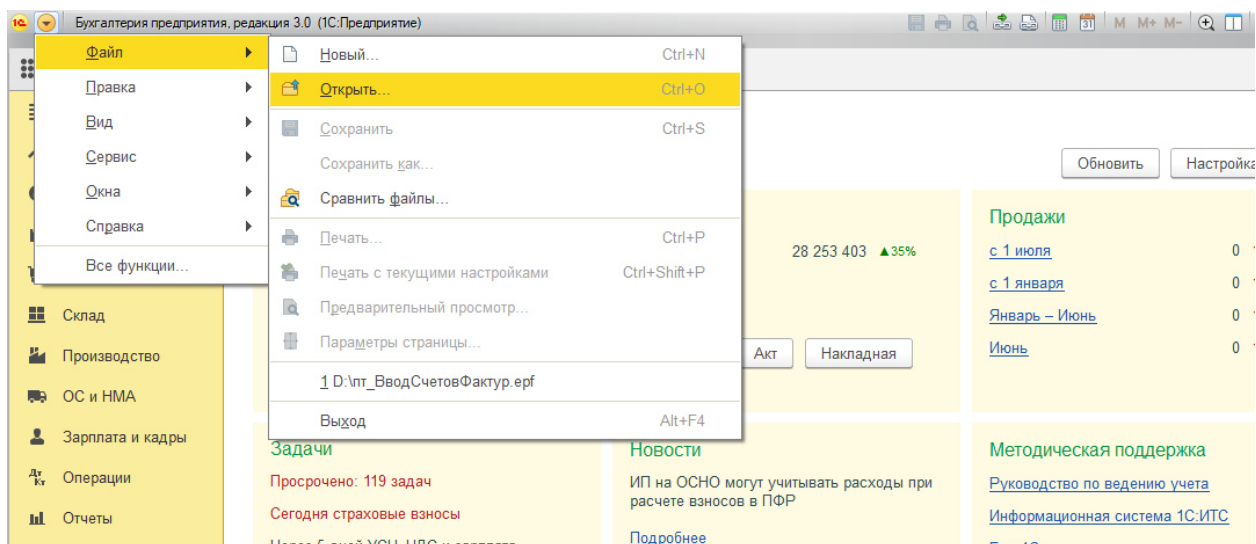 Бухгалтерия предприятия, редакция 3.0 (1С:Предприятие)
M M+ M-
Файл
Правка
Вид
Сервис
Окна
Справка
Все функции...
Новый... Ctrl+N
Открыть... Ctrl+O
Сохранить Ctrl+S
Сохранить как...
Сравнить файлы...
Печать... Ctrl+P
Печать с текущими настройками Ctrl+Shift+P
Предварительный просмотр...
Параметры страницы...
1 D:\пт_ВводСчетовФактур.epf
Выход Alt+F4
Склад
Производство
ОС и НМА
Зарплата и кадры
Операции
Отчеты
Обновить
Настройка
28 253 403 ▲35%
Акт
Накладная
Продажи
с 1 июля 0
с 1 января 0
Январь – Июнь 0
Июнь 0
Задачи
Просрочено: 119 задач
Сегодня страховые взносы
Новости
ИП на ОСНО могут учитывать расходы при
расчете взносов в ПФР
Подробнее
Методическая поддержка
Руководство по ведению учета
Информационная система 1С:ИТС